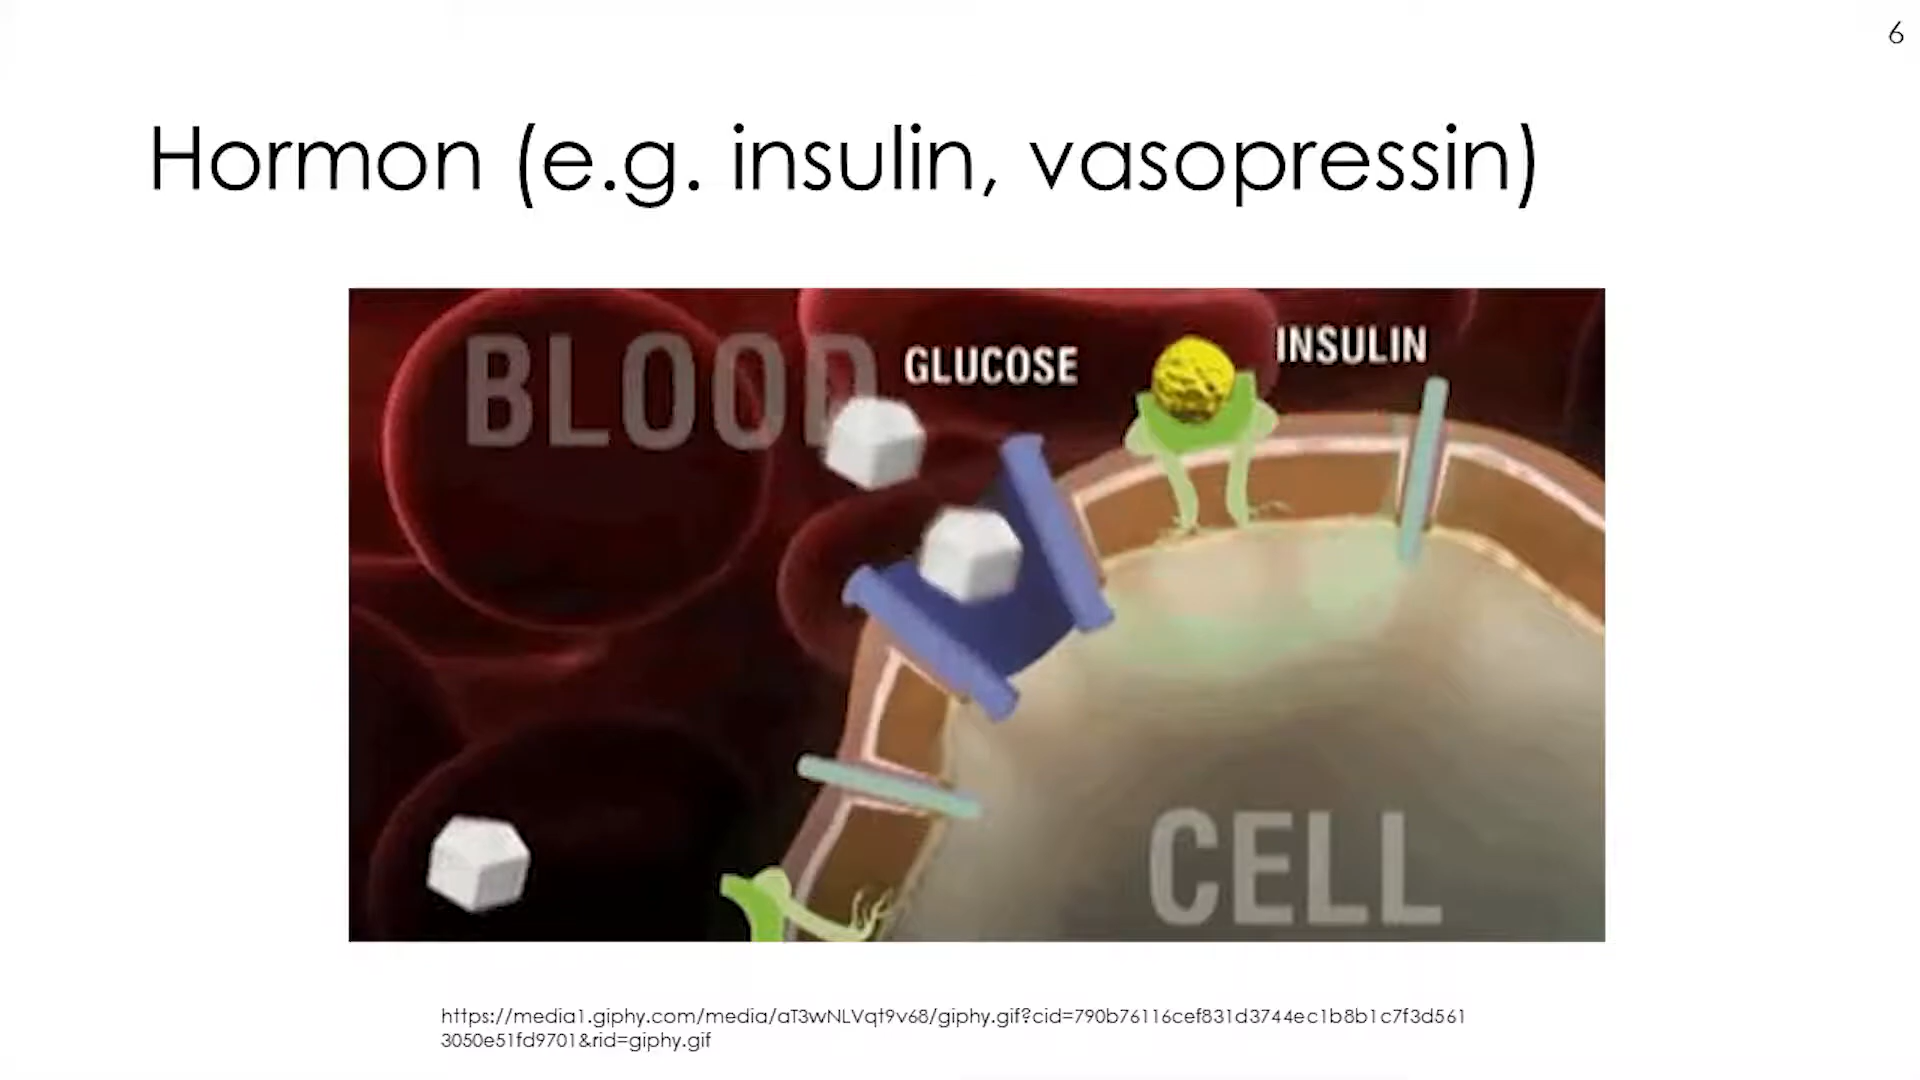 6
Hormon (e.g. insulin, vasopressin)
BLOOD
GLUCOSE
INSULIN
CELL
https://media1.giphy.com/media/aT3wNLVqt9v68/giphy.gif?cid=790b76116cef831d3744ec1b8b1c7f3d561
3050e51fd9701&rid=giphy.gif